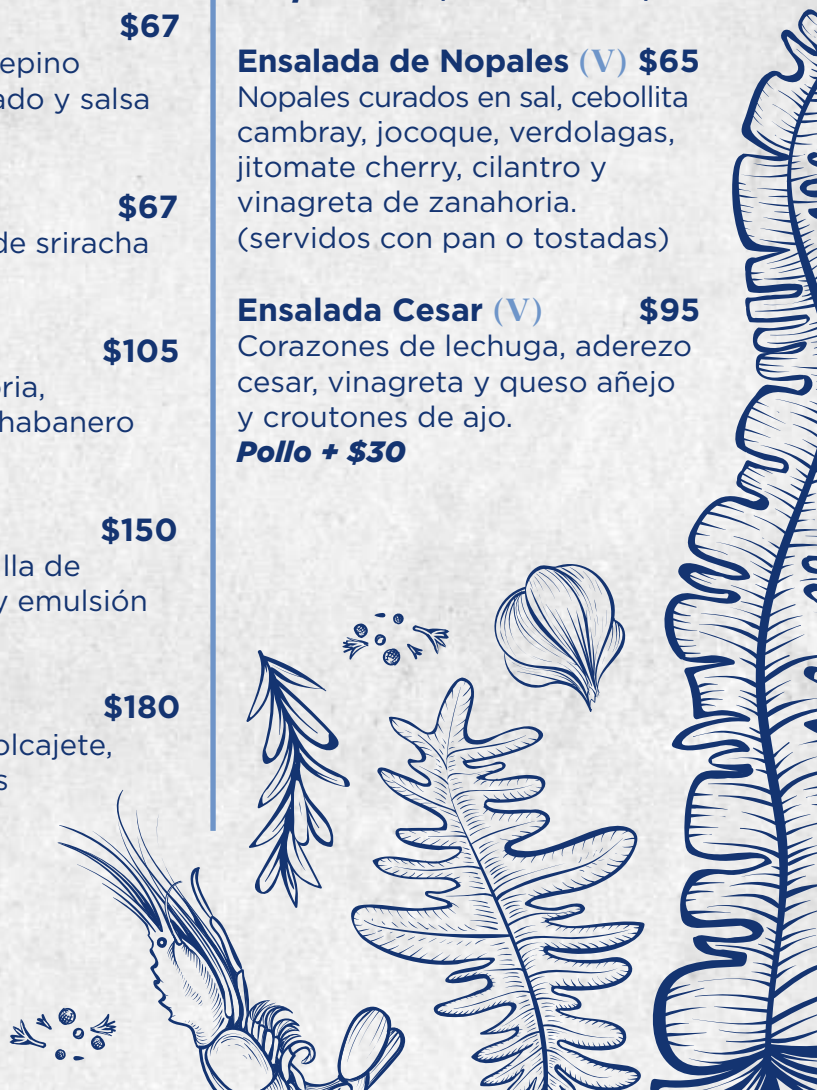 $67
epino
ado y salsa
$67
de sriracha
$105
ria,
habanero
$150
lla de
y emulsión
$180
olcajete,
s
Ensalada de Nopales (V) $65
Nopales curados en sal, cebollita
cambray, jocoque, verdolagas,
jitomate cherry, cilantro y
vinagreta de zanahoria.
(servidos con pan o tostadas)
Ensalada Cesar (V) $95
Corazones de lechuga, aderezo
cesar, vinagreta y queso añejo
y croutones de ajo.
Pollo + $30